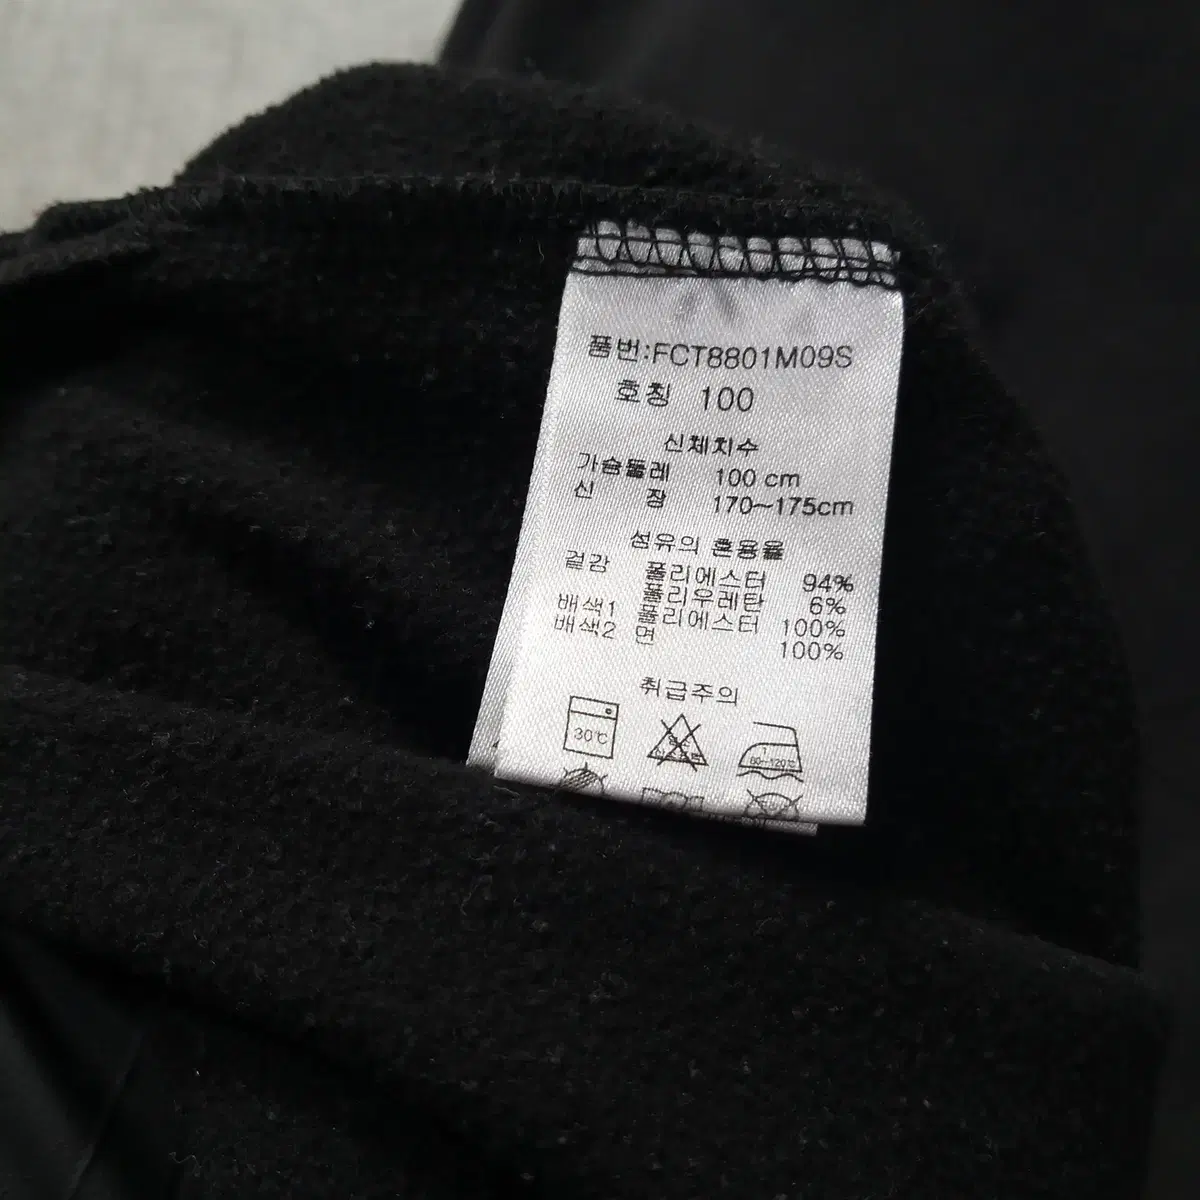 품번:FCT8801M09S
호칭 100
신체치수
가슴둘레 100 cm
신 장 170~175cm
섬유의 혼용율
겉감 폴리에스터 94%
폴리우레탄 6%
배색1 폴리에스터 100%
배색2 면 100%
취급주의
30℃
80~120℃